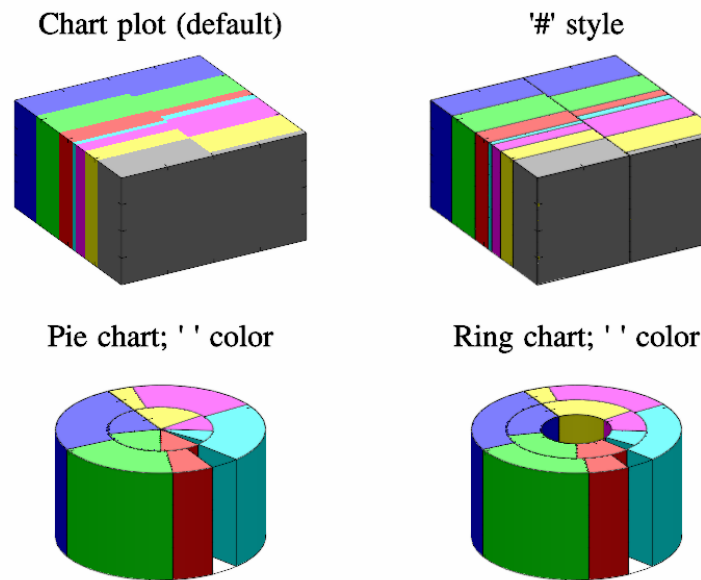 Chart plot (default)
'#' style
Pie chart; ' ' color
Ring chart; ' ' color